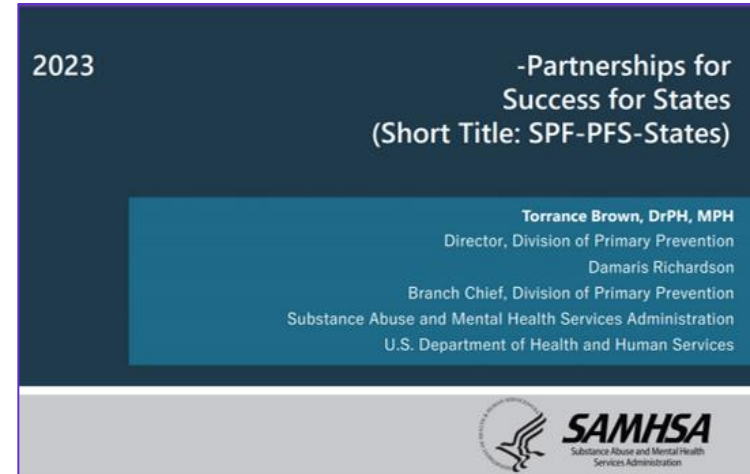 2023
-Partnerships for
Success for States
(Short Title: SPF-PFS-States)
Torrance Brown, DrPH, MPH
Director, Division of Primary Prevention
Damaris Richardson
Branch Chief, Division of Primary Prevention
Substance Abuse and Mental Health Services Administration
U.S. Department of Health and Human Services
SAMHSA
Substance Abuse and Mental Health
Services Administration